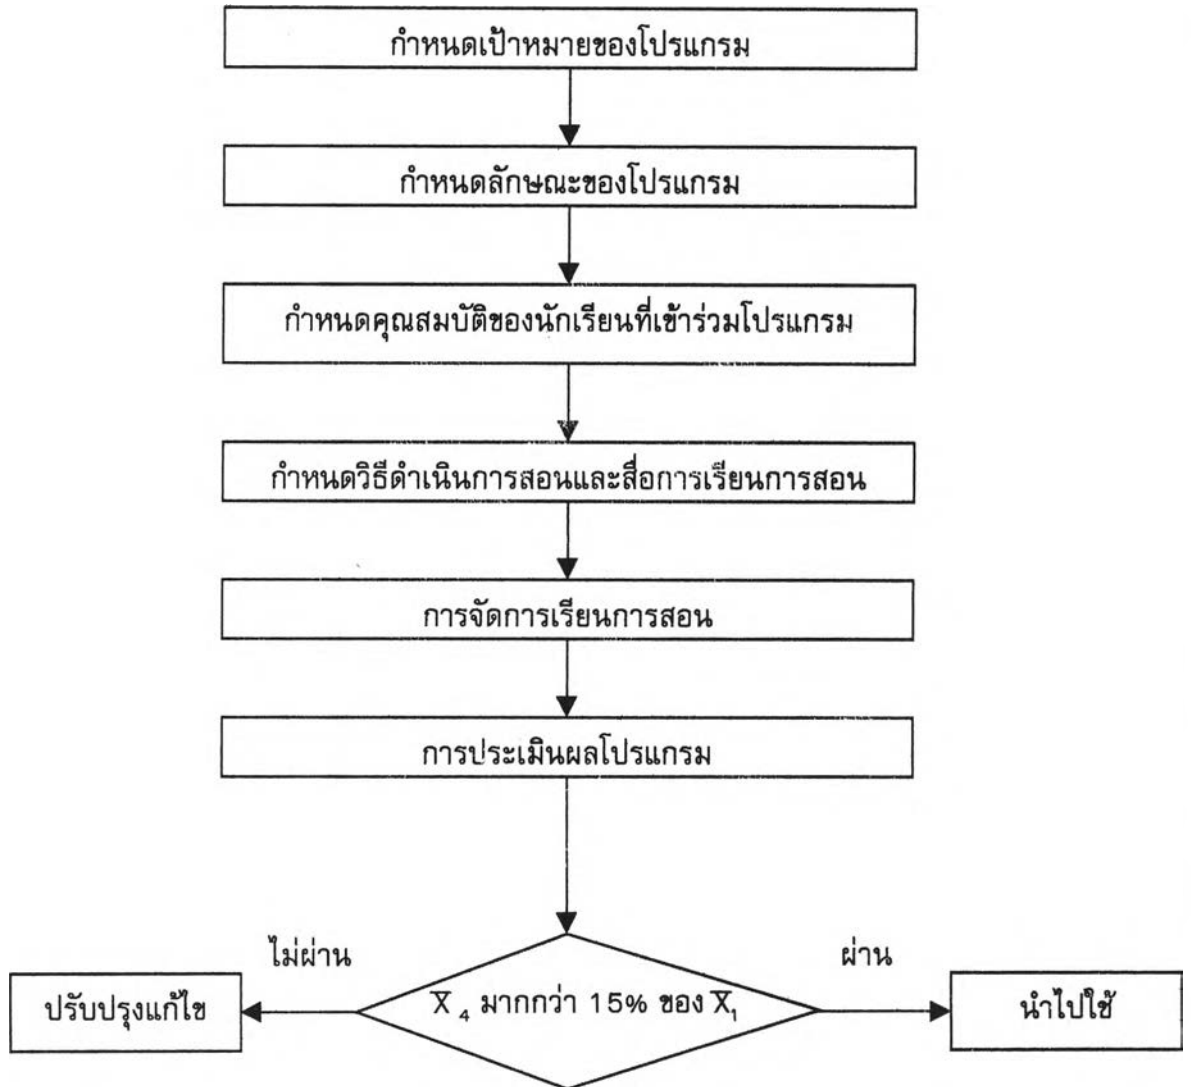 กำหนดเป้าหมายของโปรแกรม
กำหนดลักษณะของโปรแกรม
กำหนดคุณสมบัติของนักเรียนที่เข้าร่วมโปรแกรม
กำหนดวิธีดำเนินการสอนและสื่อการเรียนการสอน
การจัดการเรียนการสอน
การประเมินผลโปรแกรม
ไม่ผ่าน
ผ่าน
ปรับปรุงแก้ไข
X̅₄ มากกว่า 15% ของ X̅₁
นำไปใช้